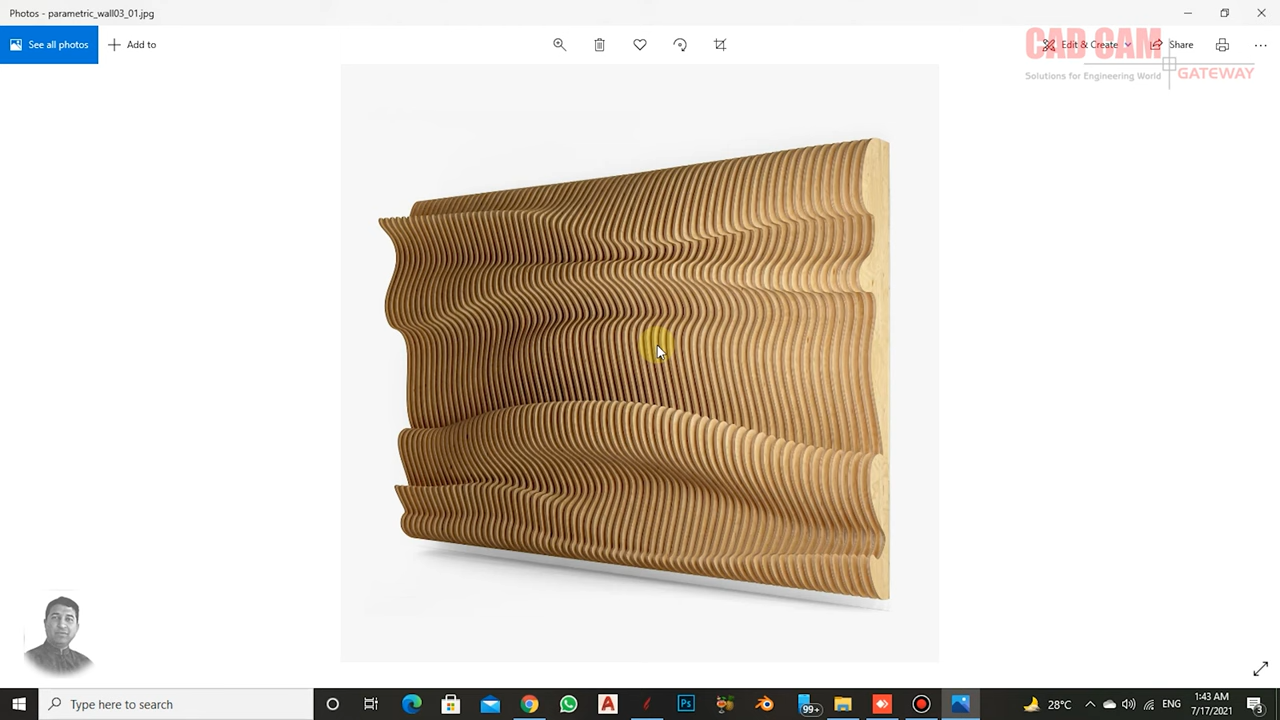 Photos - parametric_wall03_01.jpg
See all photos
Add to
Edit & Create
Share
CAD CAM
Solutions for Engineering World
GATEWAY
Type here to search
99+
28°C
ENG
1:43 AM
7/17/2021
3